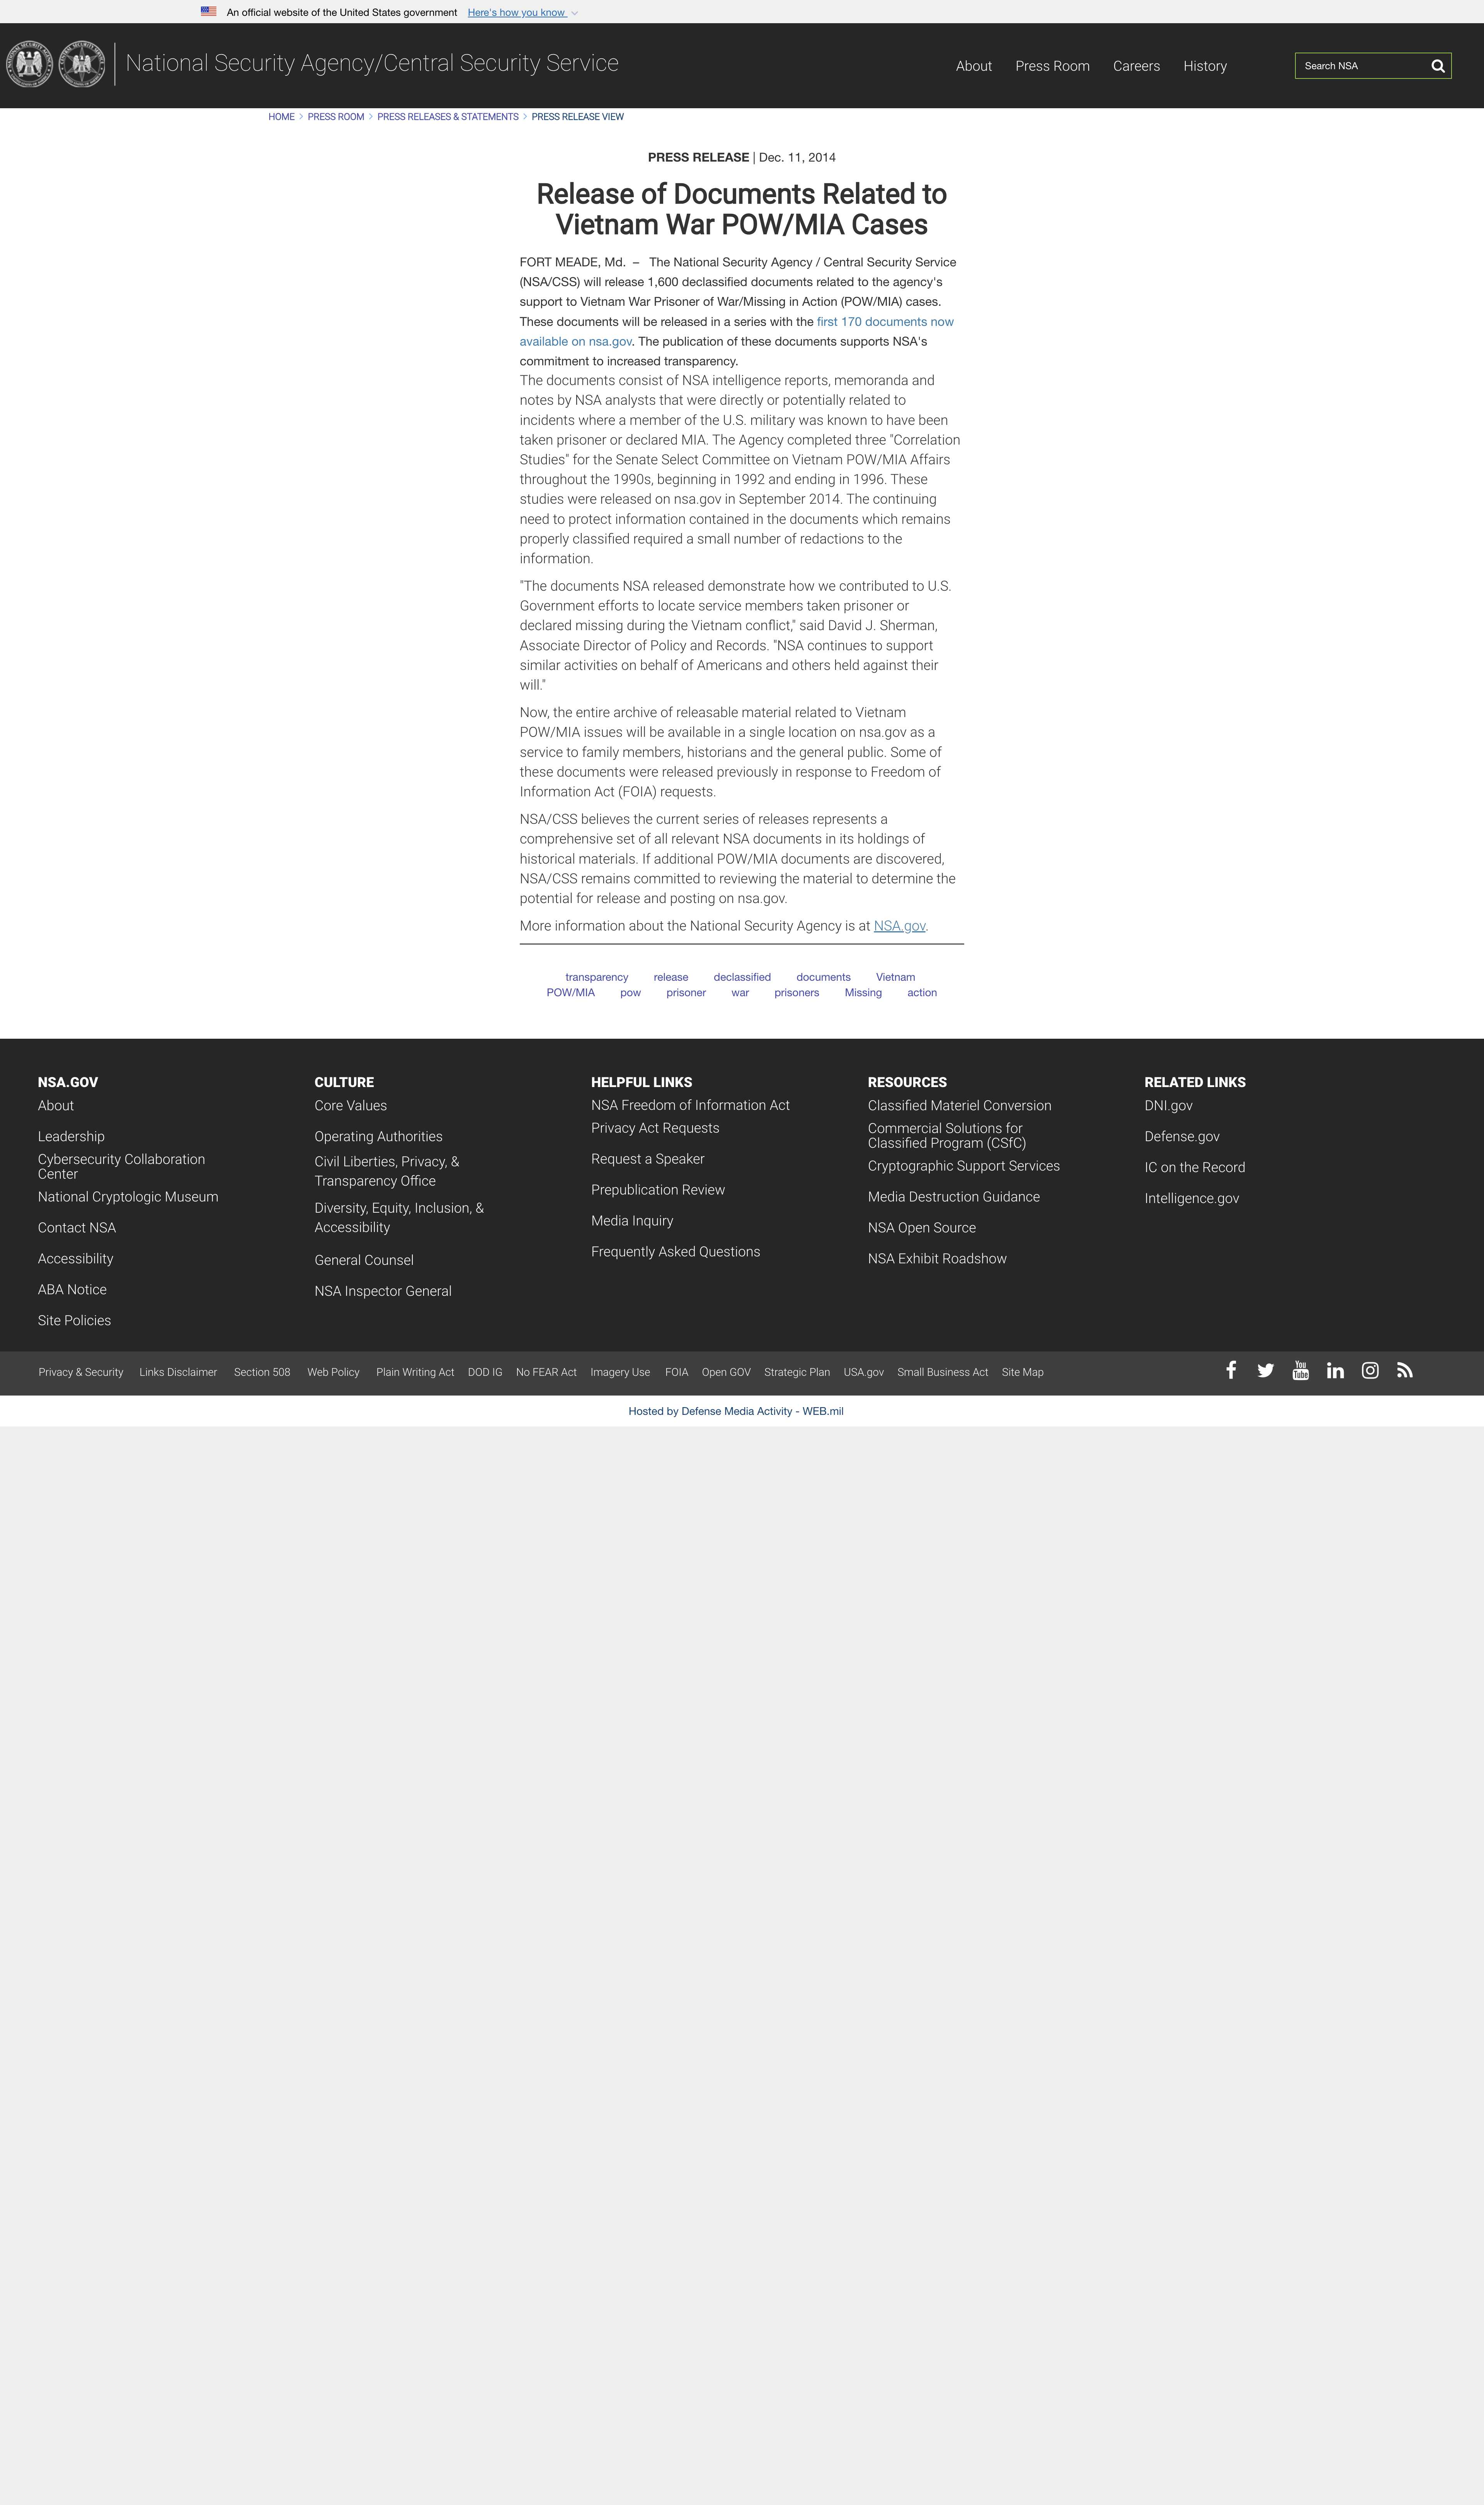 An official website of the United States government Here's how you know
National Security Agency/Central Security Service
About Press Room Careers History Search NSA
HOME > PRESS ROOM > PRESS RELEASES & STATEMENTS > PRESS RELEASE VIEW
PRESS RELEASE | Dec. 11, 2014
Release of Documents Related to
Vietnam War POW/MIA Cases
FORT MEADE, Md. – The National Security Agency / Central Security Service
(NSA/CSS) will release 1,600 declassified documents related to the agency's
support to Vietnam War Prisoner of War/Missing in Action (POW/MIA) cases.
These documents will be released in a series with the first 170 documents now
available on nsa.gov. The publication of these documents supports NSA's
commitment to increased transparency.
The documents consist of NSA intelligence reports, memoranda and
notes by NSA analysts that were directly or potentially related to
incidents where a member of the U.S. military was known to have been
taken prisoner or declared MIA. The Agency completed three "Correlation
Studies" for the Senate Select Committee on Vietnam POW/MIA Affairs
throughout the 1990s, beginning in 1992 and ending in 1996. These
studies were released on nsa.gov in September 2014. The continuing
need to protect information contained in the documents which remains
properly classified required a small number of redactions to the
information.
"The documents NSA released demonstrate how we contributed to U.S.
Government efforts to locate service members taken prisoner or
declared missing during the Vietnam conflict," said David J. Sherman,
Associate Director of Policy and Records. "NSA continues to support
similar activities on behalf of Americans and others held against their
will."
Now, the entire archive of releasable material related to Vietnam
POW/MIA issues will be available in a single location on nsa.gov as a
service to family members, historians and the general public. Some of
these documents were released previously in response to Freedom of
Information Act (FOIA) requests.
NSA/CSS believes the current series of releases represents a
comprehensive set of all relevant NSA documents in its holdings of
historical materials. If additional POW/MIA documents are discovered,
NSA/CSS remains committed to reviewing the material to determine the
potential for release and posting on nsa.gov.
More information about the National Security Agency is at NSA.gov.
transparency release declassified documents Vietnam
POW/MIA pow prisoner war prisoners Missing action
NSA.GOV
About
Leadership
Cybersecurity Collaboration
Center
National Cryptologic Museum
Contact NSA
Accessibility
ABA Notice
Site Policies
CULTURE
Core Values
Operating Authorities
Civil Liberties, Privacy, &
Transparency Office
Diversity, Equity, Inclusion, &
Accessibility
General Counsel
NSA Inspector General
HELPFUL LINKS
NSA Freedom of Information Act
Privacy Act Requests
Request a Speaker
Prepublication Review
Media Inquiry
Frequently Asked Questions
RESOURCES
Classified Materiel Conversion
Commercial Solutions for
Classified Program (CSfC)
Cryptographic Support Services
Media Destruction Guidance
NSA Open Source
NSA Exhibit Roadshow
RELATED LINKS
DNI.gov
Defense.gov
IC on the Record
Intelligence.gov
Privacy & Security Links Disclaimer Section 508 Web Policy Plain Writing Act DOD IG No FEAR Act Imagery Use FOIA Open GOV Strategic Plan USA.gov Small Business Act Site Map
Hosted by Defense Media Activity - WEB.mil